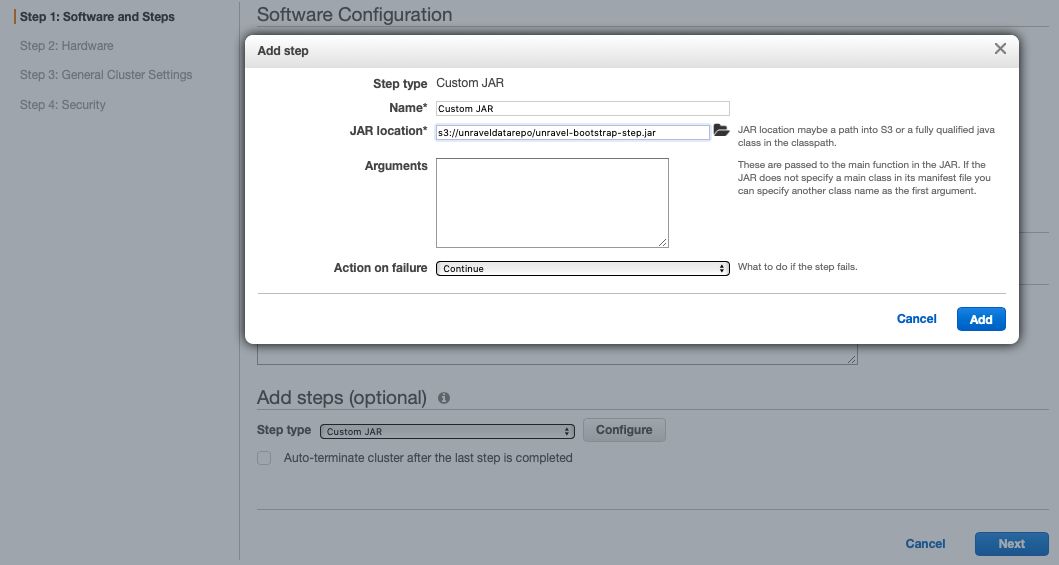 Step 1: Software and Steps
Step 2: Hardware
Step 3: General Cluster Settings
Step 4: Security
Software Configuration
Add step
Step type Custom JAR
Name* Custom JAR
JAR location* s3://unraveldatarepo/unravel-bootstrap-step.jar
JAR location maybe a path into S3 or a fully qualified java
class in the classpath.
Arguments
These are passed to the main function in the JAR. If the
JAR does not specify a main class in its manifest file you
can specify another class name as the first argument.
Action on failure Continue What to do if the step fails.
Cancel Add
Add steps (optional)
Step type Custom JAR Configure
Auto-terminate cluster after the last step is completed
Cancel Next